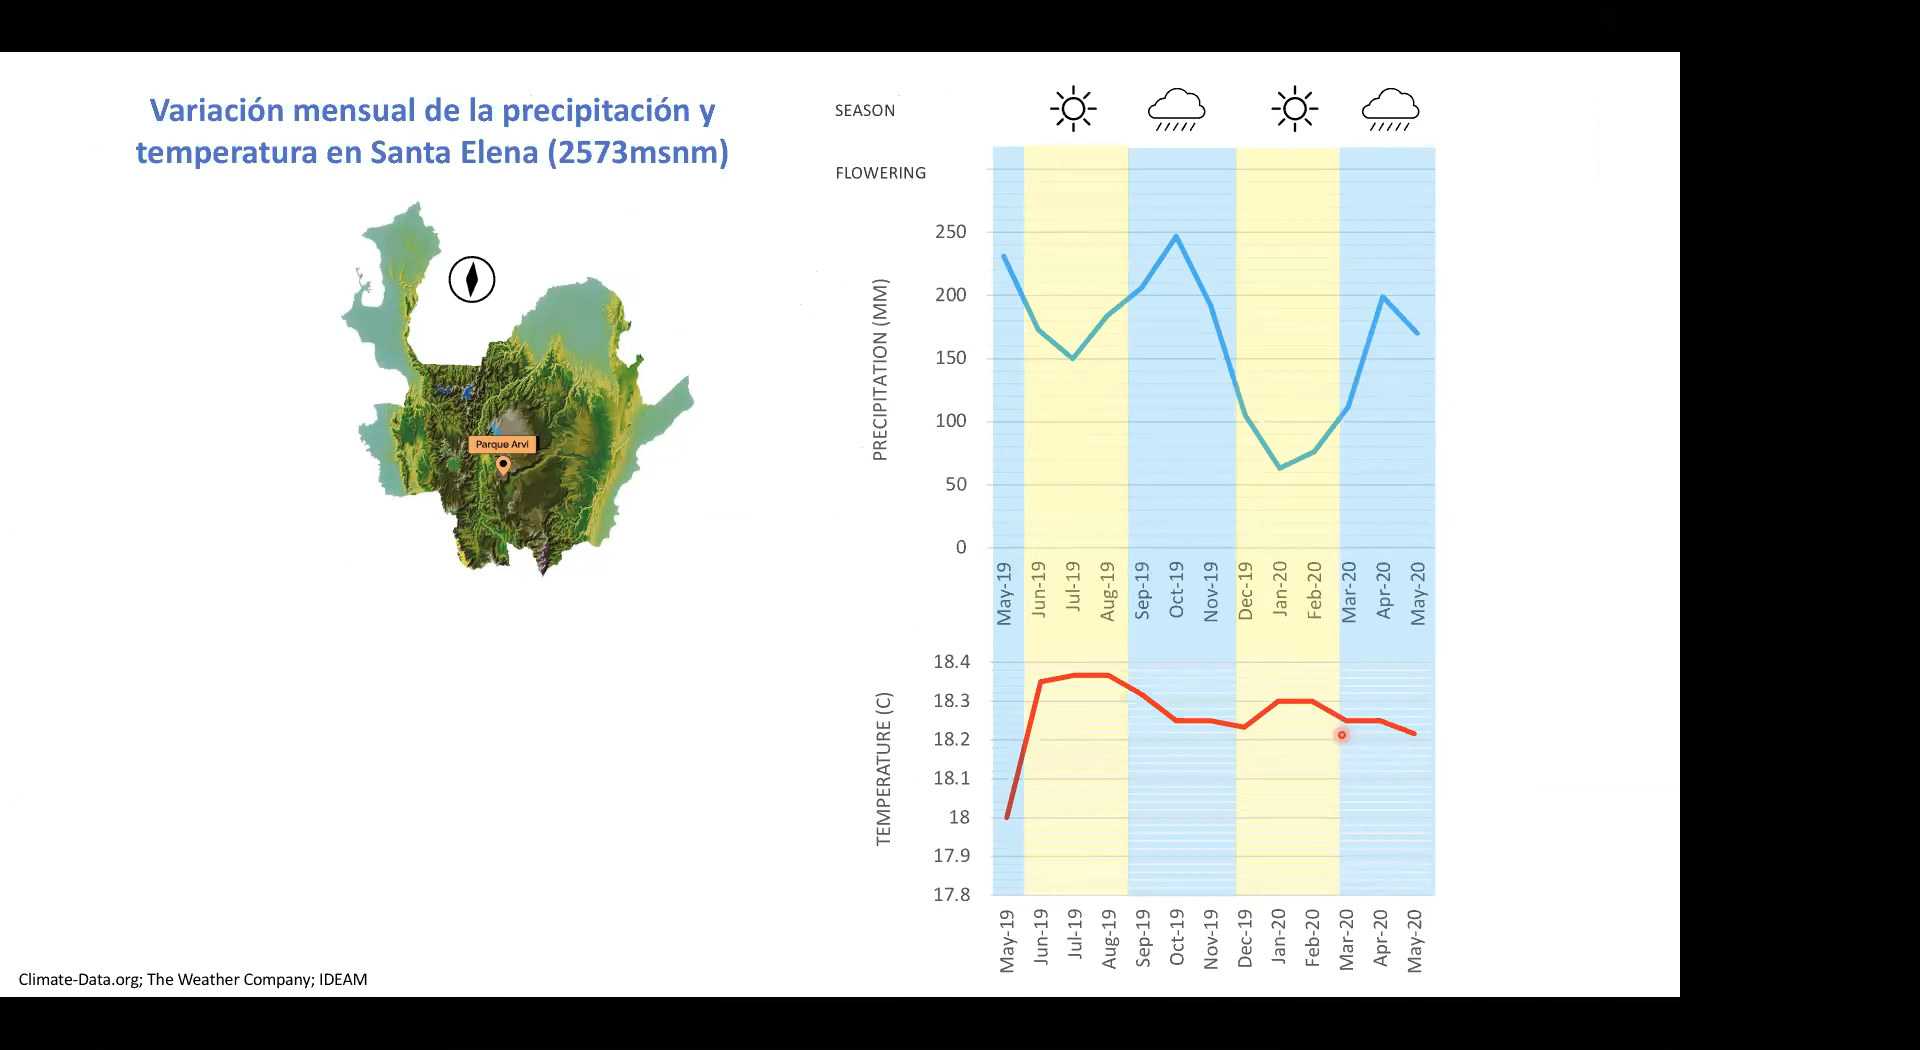 Variación mensual de la precipitación y
temperatura en Santa Elena (2573msnm)
Parque Arvi
Climate-Data.org; The Weather Company; IDEAM
SEASON
FLOWERING
PRECIPITATION (MM)
250
200
150
100
50
0
May-19
Jun-19
Jul-19
Aug-19
Sep-19
Oct-19
Nov-19
Dec-19
Jan-20
Feb-20
Mar-20
Apr-20
May-20
TEMPERATURE (C)
18.4
18.3
18.2
18.1
18
17.9
17.8
May-19
Jun-19
Jul-19
Aug-19
Sep-19
Oct-19
Nov-19
Dec-19
Jan-20
Feb-20
Mar-20
Apr-20
May-20